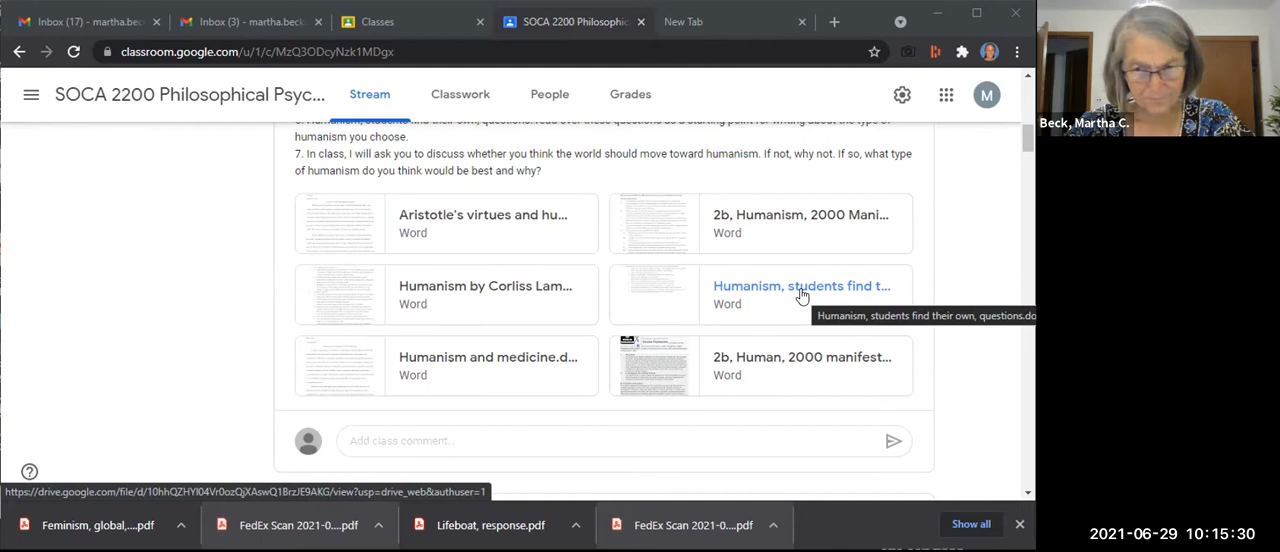 Inbox (17) - martha.beck
Inbox (3) - martha.beck
Classes
SOCA 2200 Philosophic
New Tab
classroom.google.com/u/1/c/MzQ3ODcyNzk1MDgx
SOCA 2200 Philosophical Psyc...
Stream
Classwork
People
Grades
M
humanism you choose.
7. In class, I will ask you to discuss whether you think the world should move toward humanism. If not, why not. If so, what type
of humanism do you think would be best and why?
Aristotle's virtues and hu...
Word
2b, Humanism, 2000 Mani...
Word
Humanism by Corliss Lam...
Word
Humanism, students find t...
Word
Humanism, students find their own, questions.do
Humanism and medicine.d...
Word
2b, Human, 2000 manifest...
Word
Add class comment...
https://drive.google.com/file/d/10hhQZHYI04Vr0ozQjXAswQ1BrzJE9AKG/view?usp=drive_web&authuser=1
Feminism, global,....pdf
FedEx Scan 2021-0....pdf
Lifeboat, response.pdf
FedEx Scan 2021-0....pdf
Show all
Beck, Martha C.
2021-06-29 10:15:30